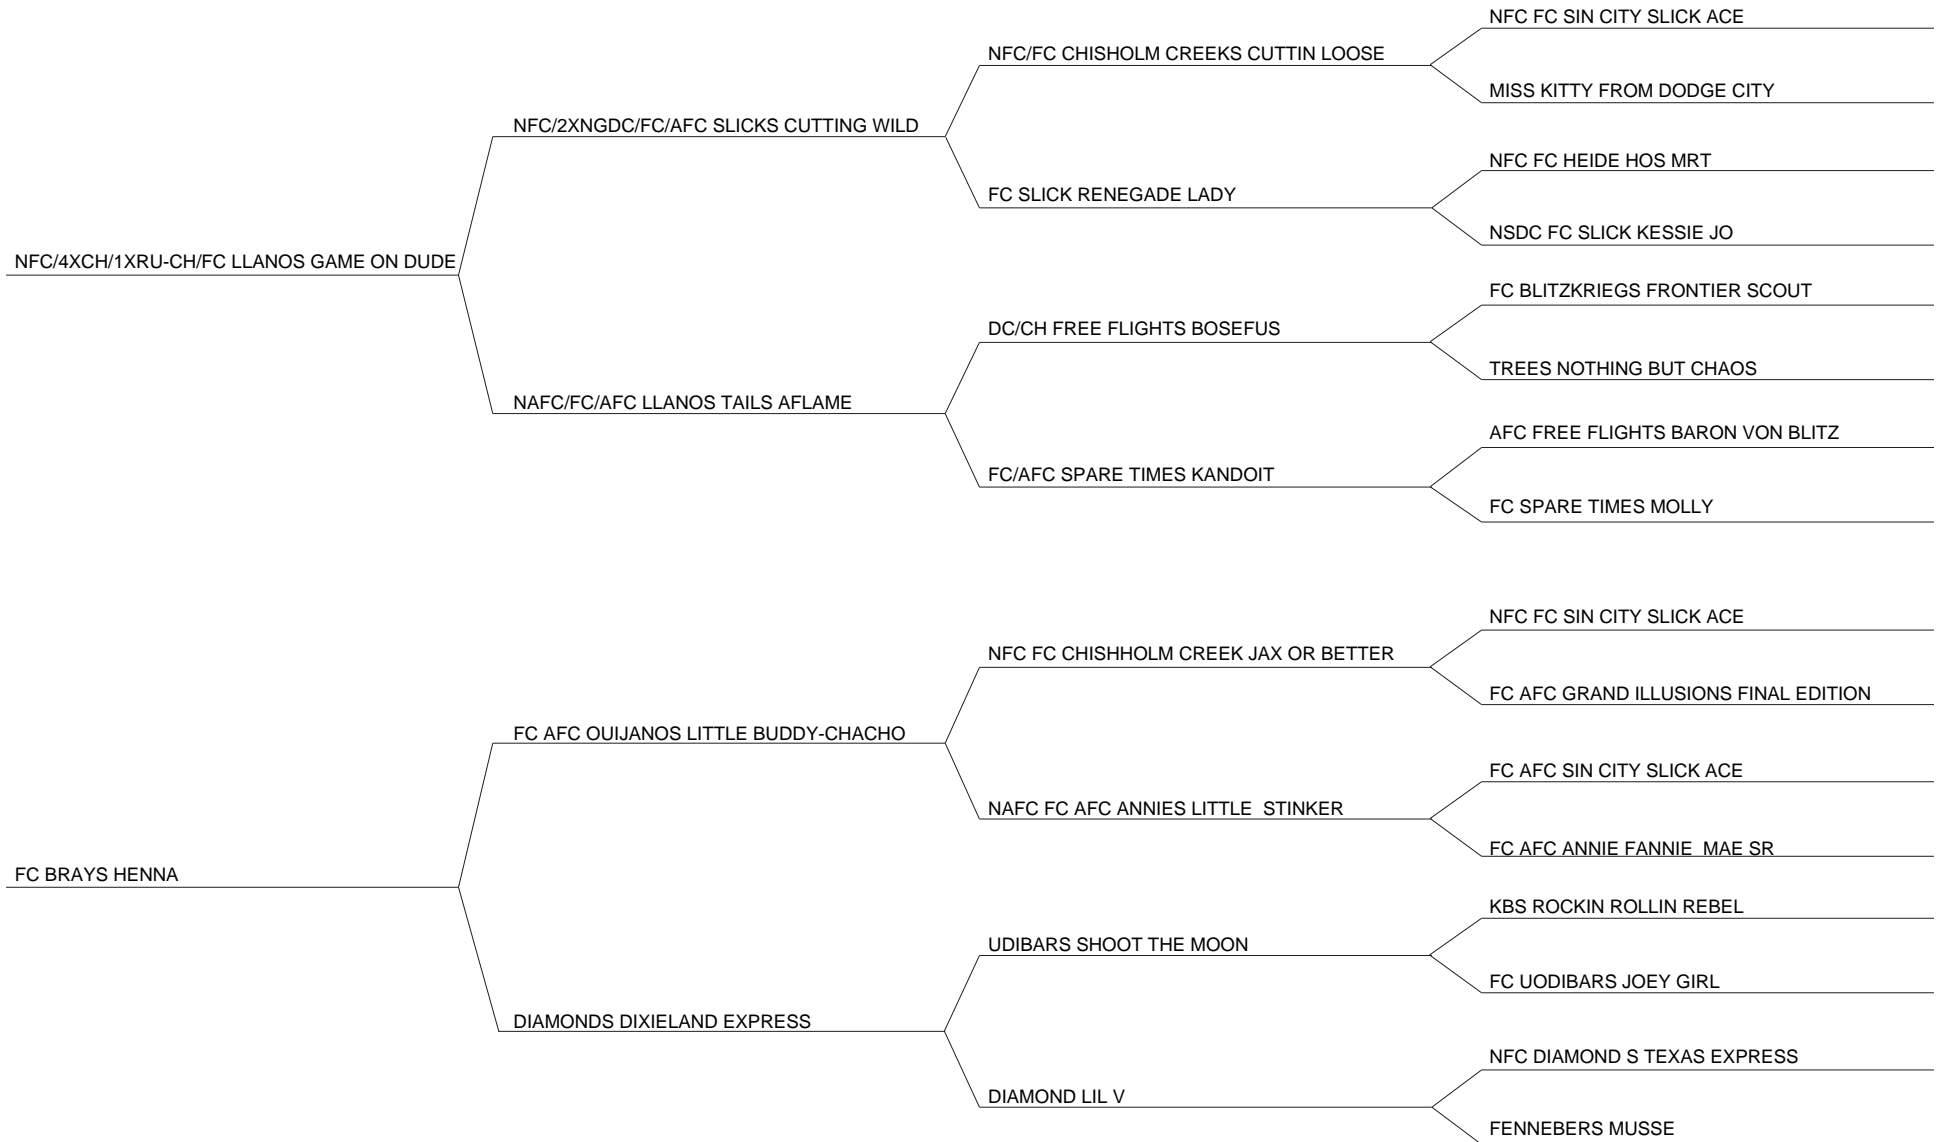 NFC FC SIN CITY SLICK ACE
NFC/FC CHISHOLM CREEKS CUTTIN LOOSE
MISS KITTY FROM DODGE CITY
NFC/2XNGDC/FC/AFC SLICKS CUTTING WILD
NFC FC HEIDE HOS MRT
FC SLICK RENEGADE LADY
NSDC FC SLICK KESSIE JO
NFC/4XCH/1XRU-CH/FC LLANOS GAME ON DUDE
FC BLITZKRIEGS FRONTIER SCOUT
DC/CH FREE FLIGHTS BOSEFUS
TREES NOTHING BUT CHAOS
NAFC/FC/AFC LLANOS TAILS AFLAME
AFC FREE FLIGHTS BARON VON BLITZ
FC/AFC SPARE TIMES KANDOIT
FC SPARE TIMES MOLLY
NFC FC SIN CITY SLICK ACE
NFC FC CHISHHOLM CREEK JAX OR BETTER
FC AFC GRAND ILLUSIONS FINAL EDITION
FC AFC OUIJANOS LITTLE BUDDY-CHACHO
FC AFC SIN CITY SLICK ACE
NAFC FC AFC ANNIES LITTLE  STINKER
FC AFC ANNIE FANNIE  MAE SR
FC BRAYS HENNA
KBS ROCKIN ROLLIN REBEL
UDIBARS SHOOT THE MOON
FC UODIBARS JOEY GIRL
DIAMONDS DIXIELAND EXPRESS
NFC DIAMOND S TEXAS EXPRESS
DIAMOND LIL V
FENNEBERS MUSSE